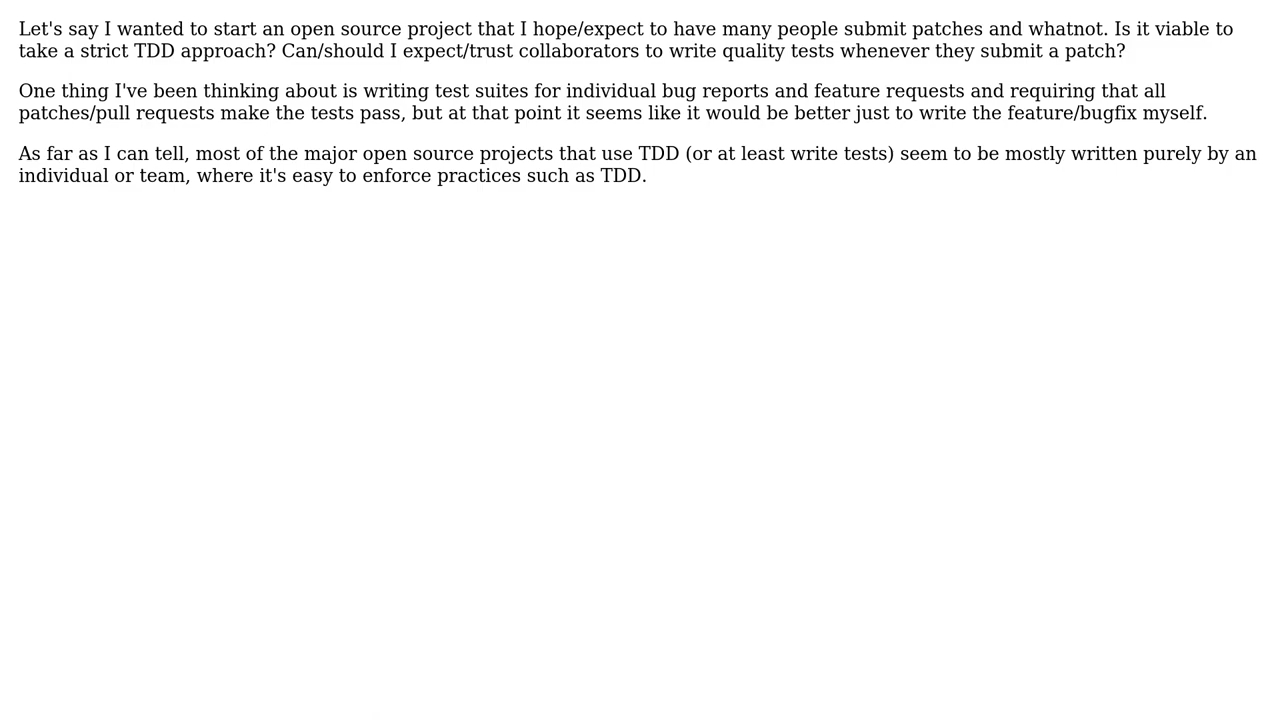 Let's say I wanted to start an open source project that I hope/expect to have many people submit patches and whatnot. Is it viable to
take a strict TDD approach? Can/should I expect/trust collaborators to write quality tests whenever they submit a patch?
One thing I've been thinking about is writing test suites for individual bug reports and feature requests and requiring that all
patches/pull requests make the tests pass, but at that point it seems like it would be better just to write the feature/bugfix myself.
As far as I can tell, most of the major open source projects that use TDD (or at least write tests) seem to be mostly written purely by an
individual or team, where it's easy to enforce practices such as TDD.